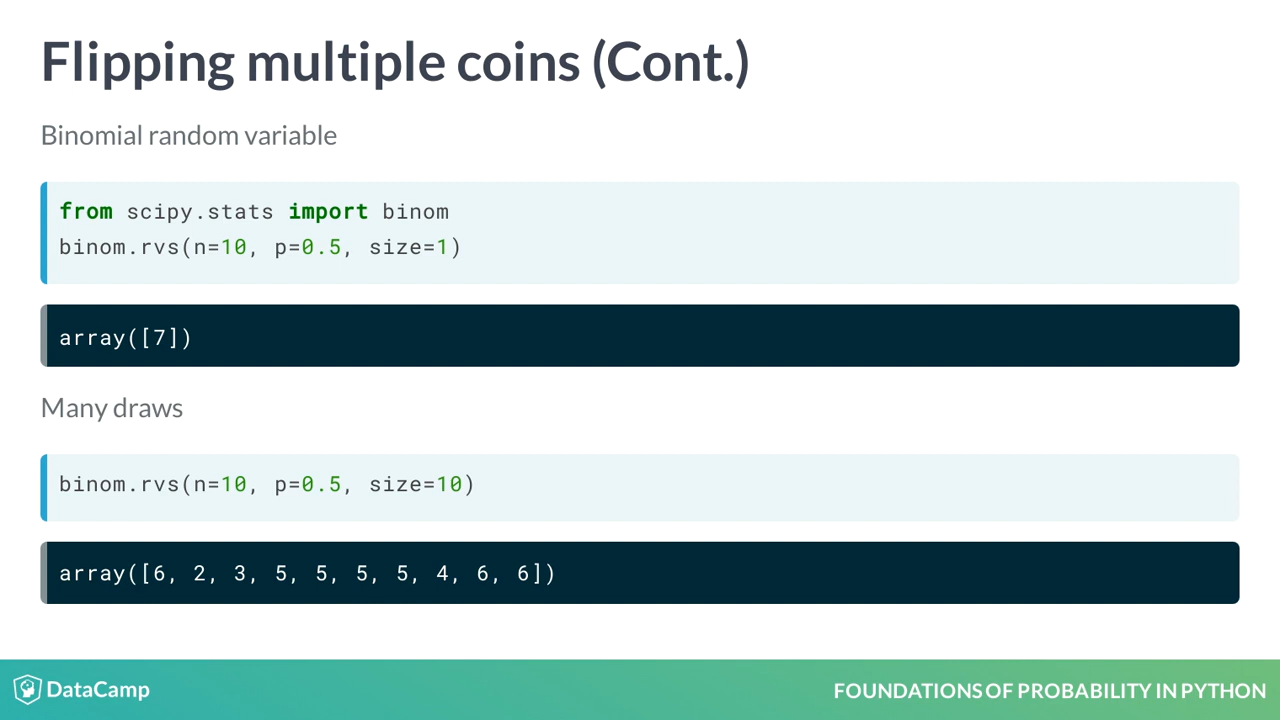 Flipping multiple coins (Cont.)
Binomial random variable
from scipy.stats import binom
binom.rvs(n=10, p=0.5, size=1)
array([7])
Many draws
binom.rvs(n=10, p=0.5, size=10)
array([6, 2, 3, 5, 5, 5, 5, 4, 6, 6])
DataCamp
FOUNDATIONS OF PROBABILITY IN PYTHON